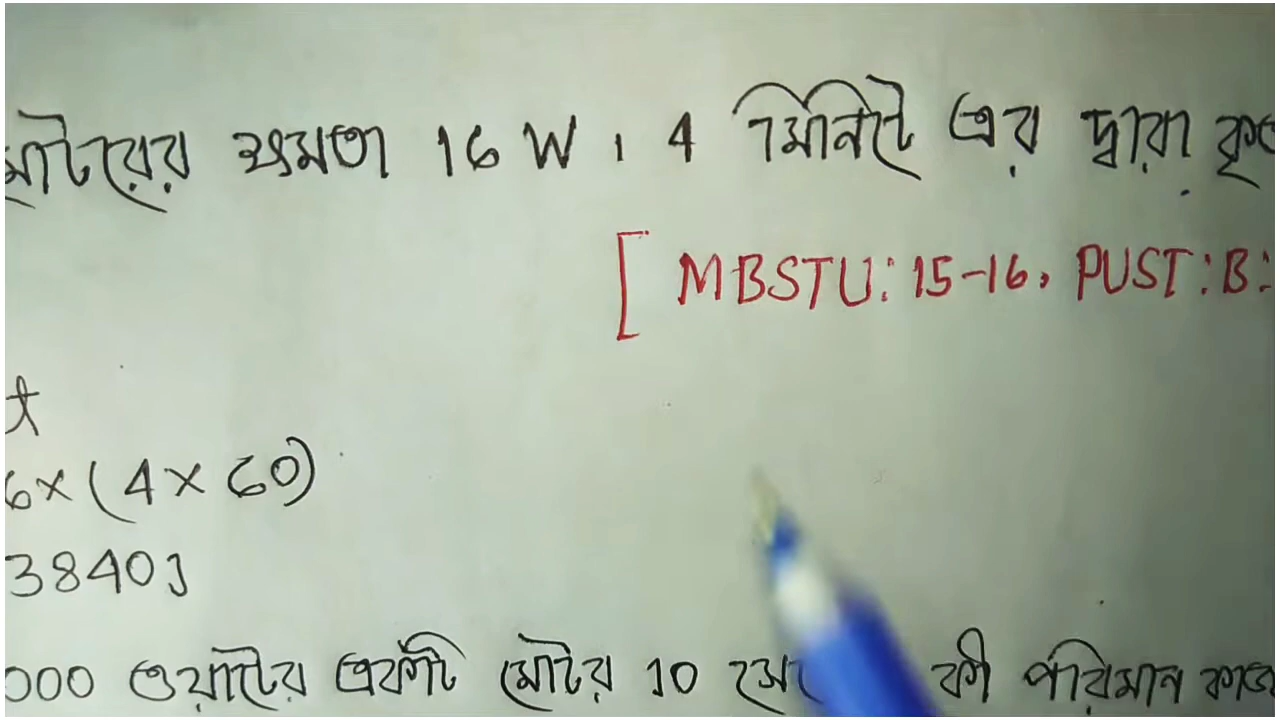 মোটরের ক্ষমতা 16 W । 4 মিনিটে এর দ্বারা কৃত
[ MBSTU: 15-16, PUST: B:
t
6 × (4 × 60)
3840J
000 ওয়াটের একটি মোটর 10 কী পরিমান কাজ